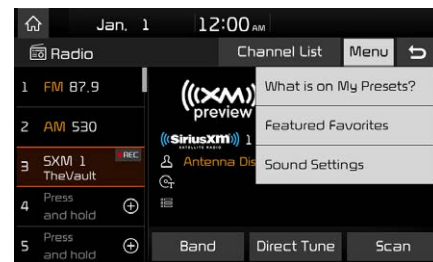 Jan. 1 12:00 AM
Radio Channel List Menu
1 FM 87.9
2 AM 530
3 SXM 1 REC
TheVault
4 Press
and hold
5 Press
and hold
((XM))
preview
((SiriusXM)) 1
SATELLITE RADIO
Antenna Dis
What is on My Presets?
Featured Favorites
Sound Settings
Band Direct Tune Scan